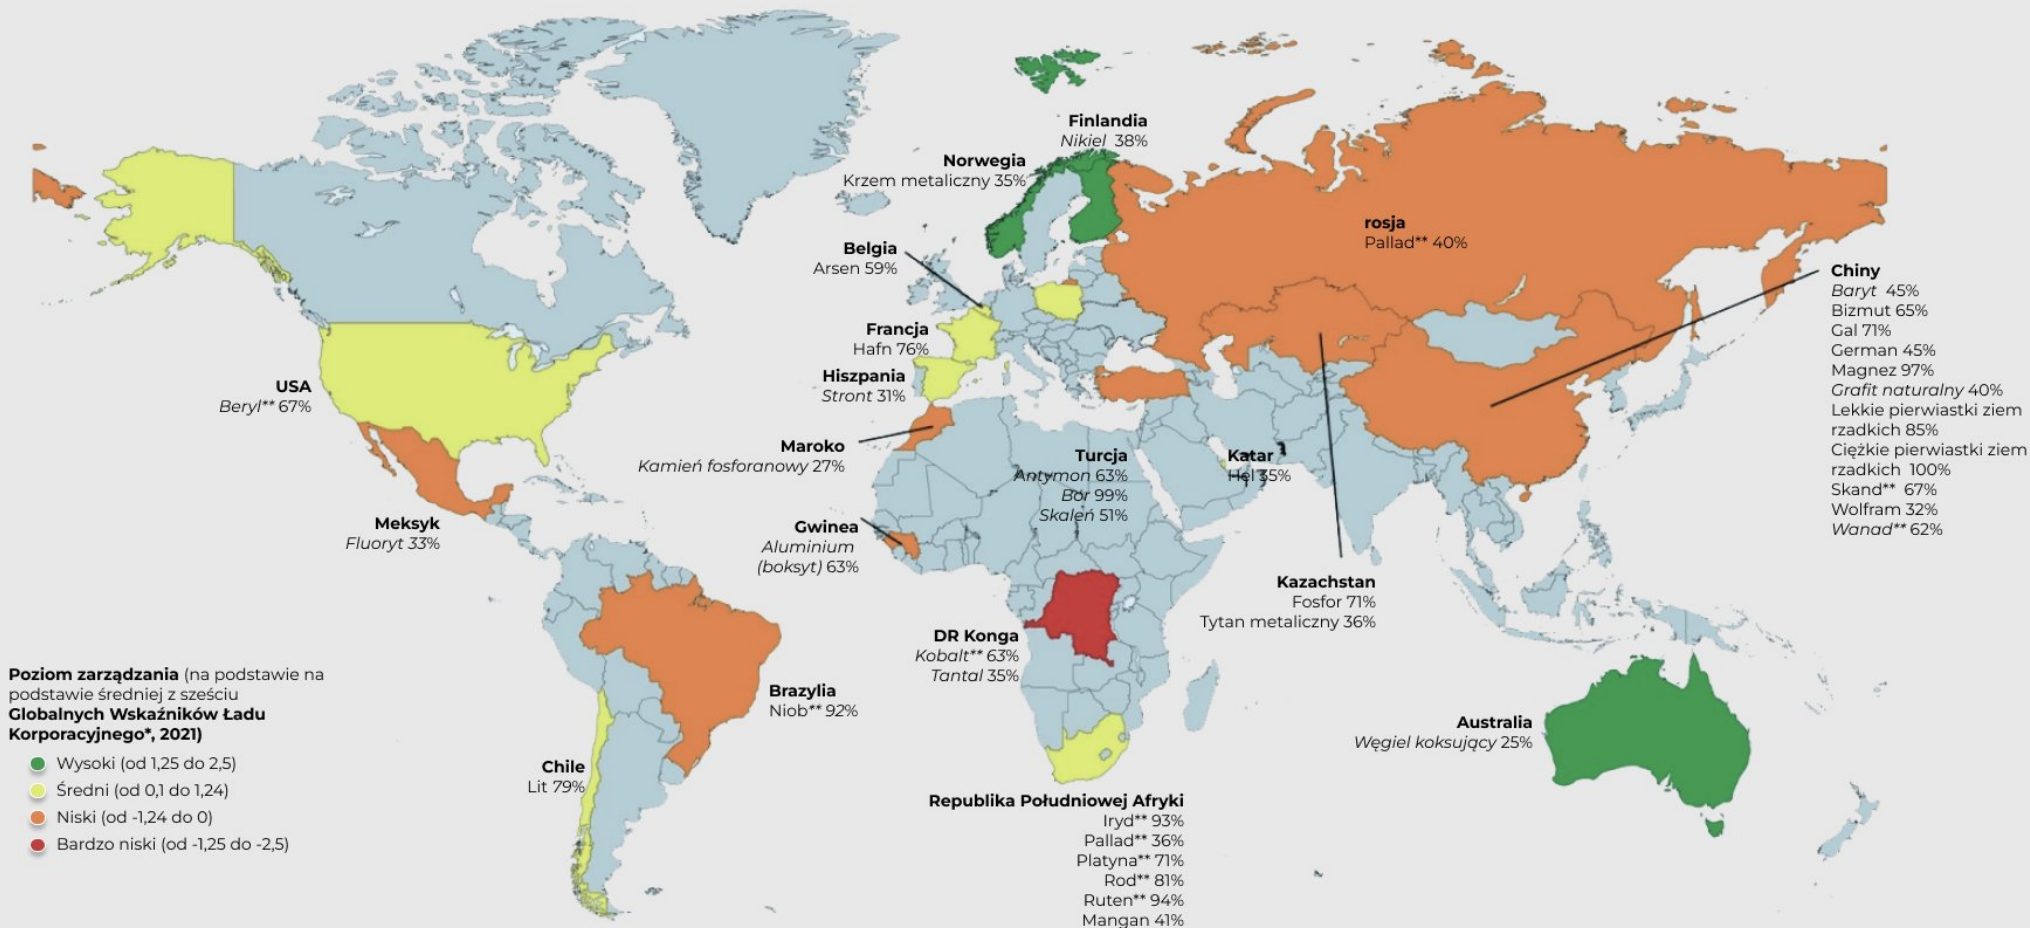 Finlandia
Nikiel 38%
Norwegia
Krzem metaliczny 35%
rosja
Pallad** 40%
Belgia
Arsen 59%
Chiny
Baryt 45%
Bizmut 65%
Gal 71%
German 45%
Magnez 97%
Grafit naturalny 40%
Lekkie pierwiastki ziem
rzadkich 85%
Ciężkie pierwiastki ziem
rzadkich 100%
Skand** 67%
Wolfram 32%
Wanad** 62%
Francja
Hafn 76%
Hiszpania
Stront 31%
USA
Beryl** 67%
Maroko
Kamień fosforanowy 27%
Turcja
Antymon 63%
Bor 99%
Skaleń 51%
Katar
Hel 35%
Meksyk
Fluoryt 33%
Gwinea
Aluminium
(boksyt) 63%
Kazachstan
Fosfor 71%
Tytan metaliczny 36%
DR Konga
Kobalt** 63%
Tantal 35%
Brazylia
Niob** 92%
Australia
Węgiel koksujący 25%
Chile
Lit 79%
Republika Południowej Afryki
Iryd** 93%
Pallad** 36%
Platyna** 71%
Rod** 81%
Ruten** 94%
Mangan 41%
Poziom zarządzania (na podstawie na
podstawie średniej z sześciu
Globalnych Wskaźników Ładu
Korporacyjnego*, 2021)
Wysoki (od 1,25 do 2,5)
Średni (od 0,1 do 1,24)
Niski (od -1,24 do 0)
Bardzo niski (od -1,25 do -2,5)